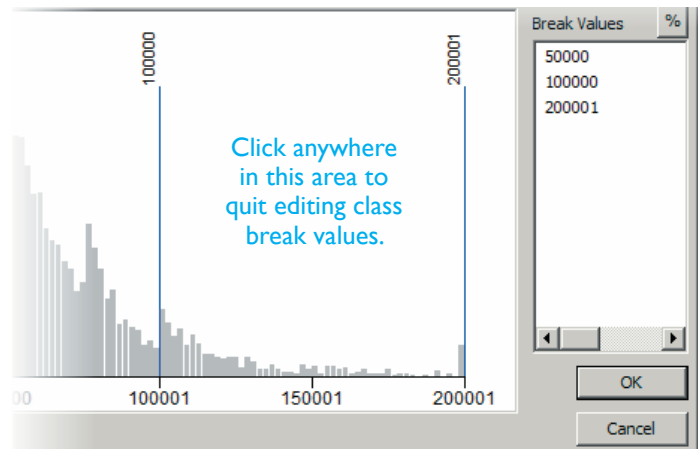 100000
200001
Click anywhere
in this area to
quit editing class
break values.
00
100001
150001
200001
Break Values
%
50000
100000
200001
OK
Cancel